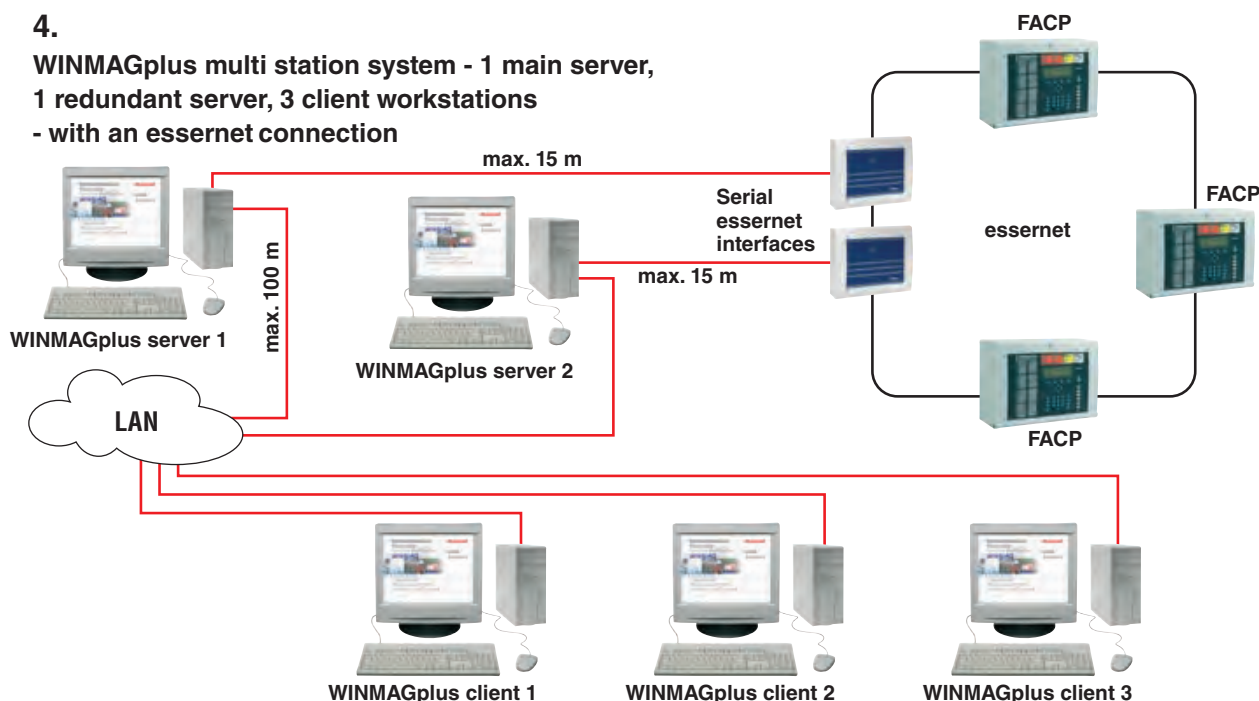 4.
WINMAGplus multi station system - 1 main server,
1 redundant server, 3 client workstations
- with an essernet connection
FACP
max. 15 m
Serial
essernet
interfaces
essernet
FACP
max. 15 m
max. 100 m
WINMAGplus server 1
WINMAGplus server 2
LAN
FACP
WINMAGplus client 1
WINMAGplus client 2
WINMAGplus client 3